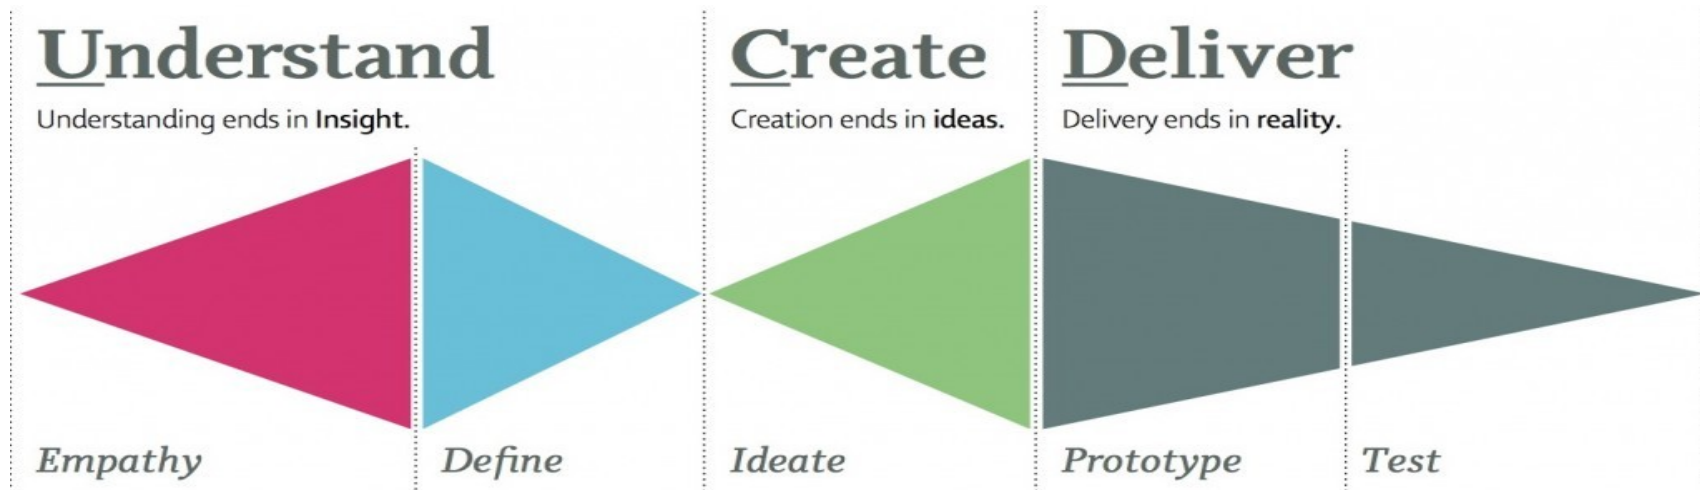 Understand
Understanding ends in Insight.
Create
Creation ends in ideas.
Deliver
Delivery ends in reality.
Empathy
Define
Ideate
Prototype
Test